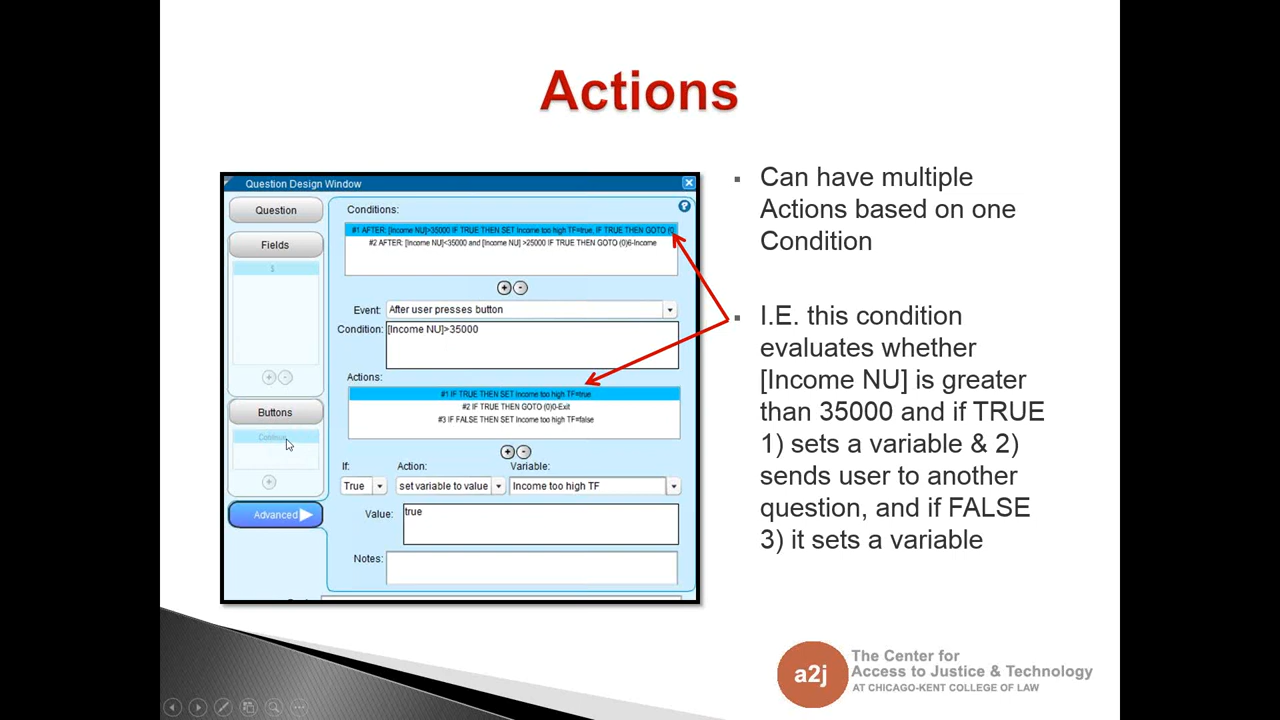 Actions
Question Design Window
Question
Fields
Buttons
Continue
Advanced
Conditions:
#1 AFTER: [Income NU]>35000 IF TRUE THEN SET Income too high TF=true, IF TRUE THEN GOTO (0)
#2 AFTER: [Income NU]<35000 and [Income NU] >25000 IF TRUE THEN GOTO (0)6-Income
Event: After user presses button
Condition: [Income NU]>35000
Actions:
#1 IF TRUE THEN SET Income too high TF=true
#2 IF TRUE THEN GOTO (0)0-Exit
#3 IF FALSE THEN SET Income too high TF=false
If: Action: Variable:
True set variable to value Income too high TF
Value: true
Notes:
▪ Can have multiple
Actions based on one
Condition
▪ I.E. this condition
evaluates whether
[Income NU] is greater
than 35000 and if TRUE
1) sets a variable & 2)
sends user to another
question, and if FALSE
3) it sets a variable
a2j
The Center for
Access to Justice & Technology
AT CHICAGO-KENT COLLEGE OF LAW